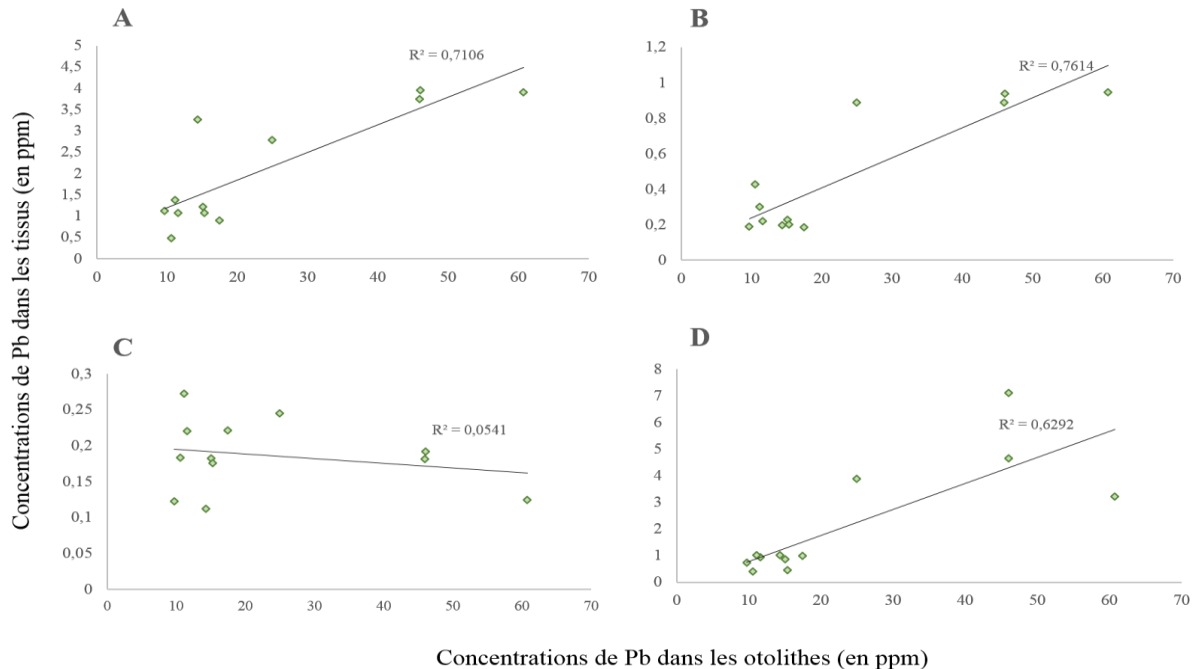 Concentrations de Pb dans les tissus (en ppm)
A
R² = 0,7106
5
4,5
4
3,5
3
2,5
2
1,5
1
0,5
0
0 10 20 30 40 50 60 70
B
R² = 0,7614
1,2
1
0,8
0,6
0,4
0,2
0
0 10 20 30 40 50 60 70
C
R² = 0,0541
0,3
0,25
0,2
0,15
0,1
0,05
0
0 10 20 30 40 50 60 70
D
R² = 0,6292
8
7
6
5
4
3
2
1
0
0 10 20 30 40 50 60 70
Concentrations de Pb dans les otolithes (en ppm)